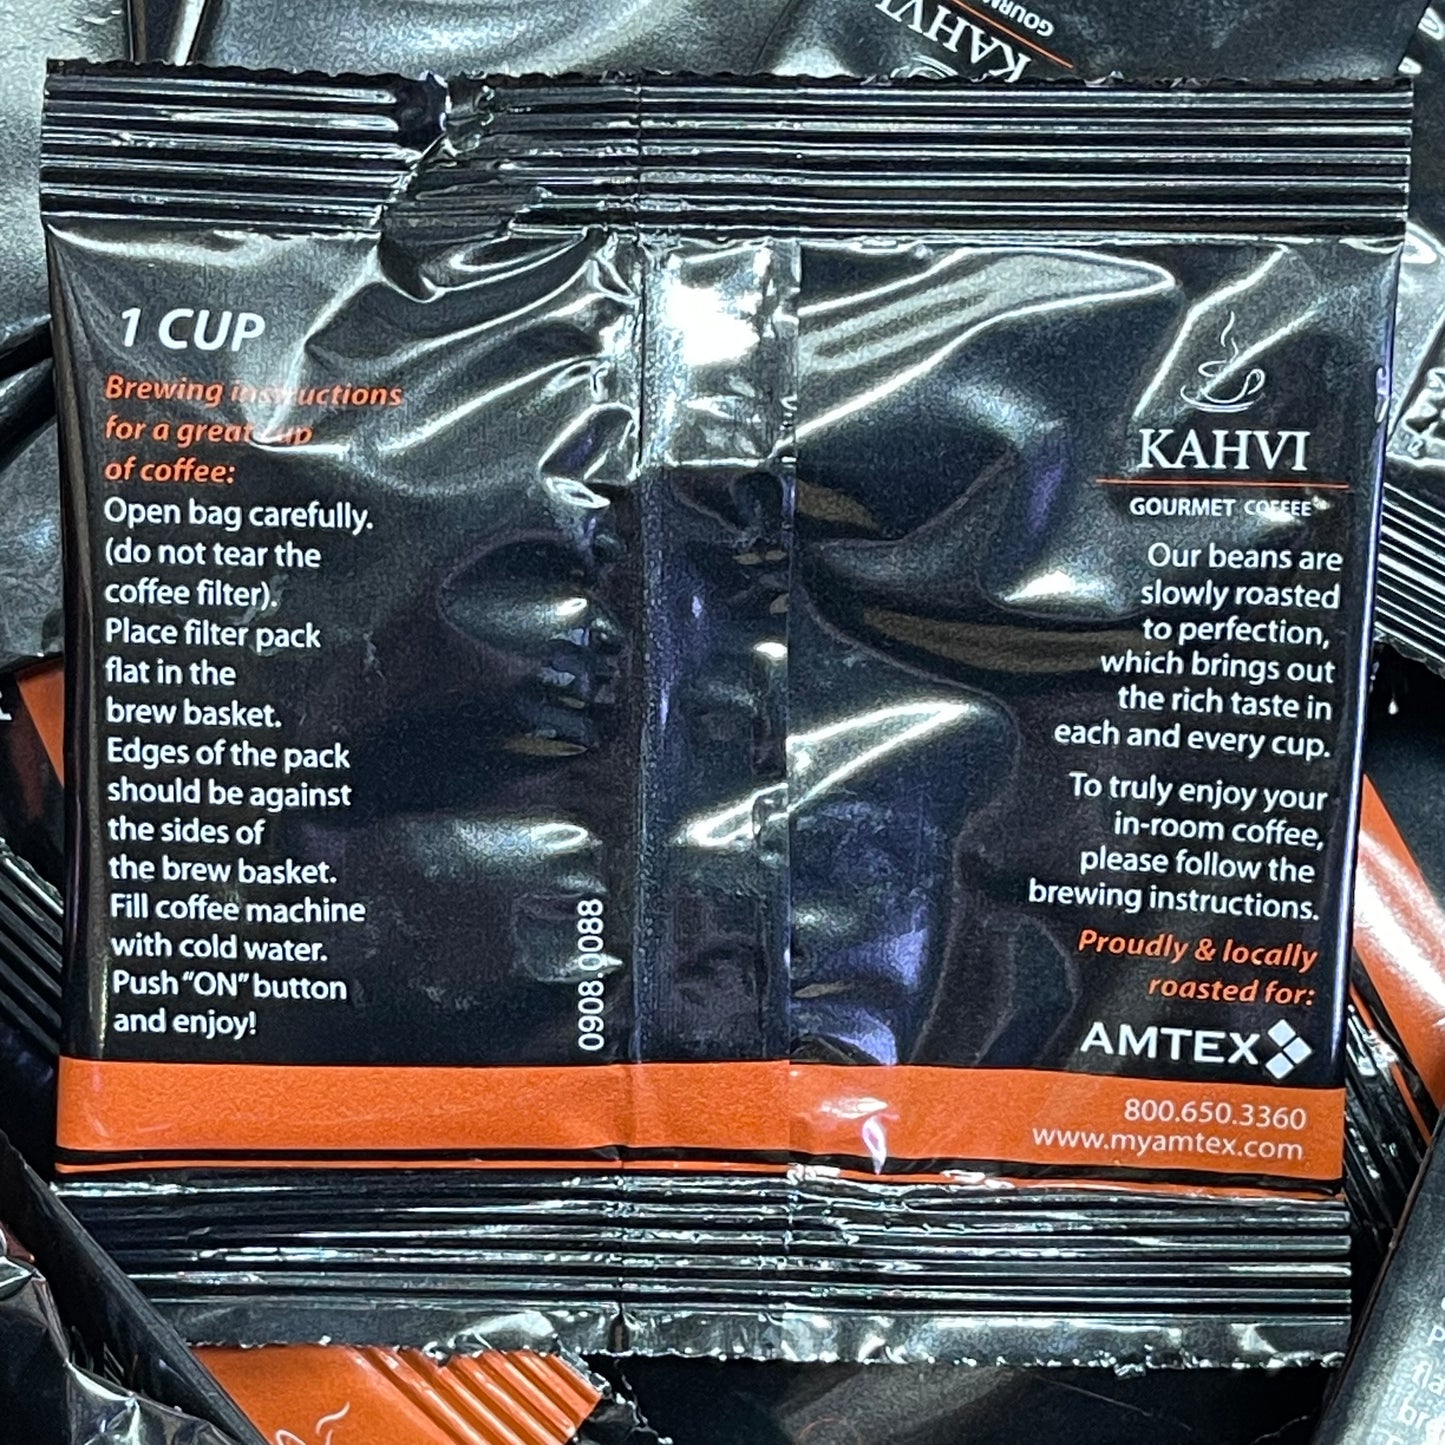 KAHVI
1 CUP
Brewing instructions
for a great cup
of coffee:
Open bag carefully.
(do not tear the
coffee filter).
Place filter pack
flat in the
brew basket.
Edges of the pack
should be against
the sides of
the brew basket.
Fill coffee machine
with cold water.
Push “ON” button
and enjoy!
0908.0088
KAHVI
GOURMET COFFEE
Our beans are
slowly roasted
to perfection,
which brings out
the rich taste in
each and every cup.
To truly enjoy your
in-room coffee,
please follow the
brewing instructions.
Proudly & locally
roasted for:
AMTEX
800.650.3360
www.myamtex.com